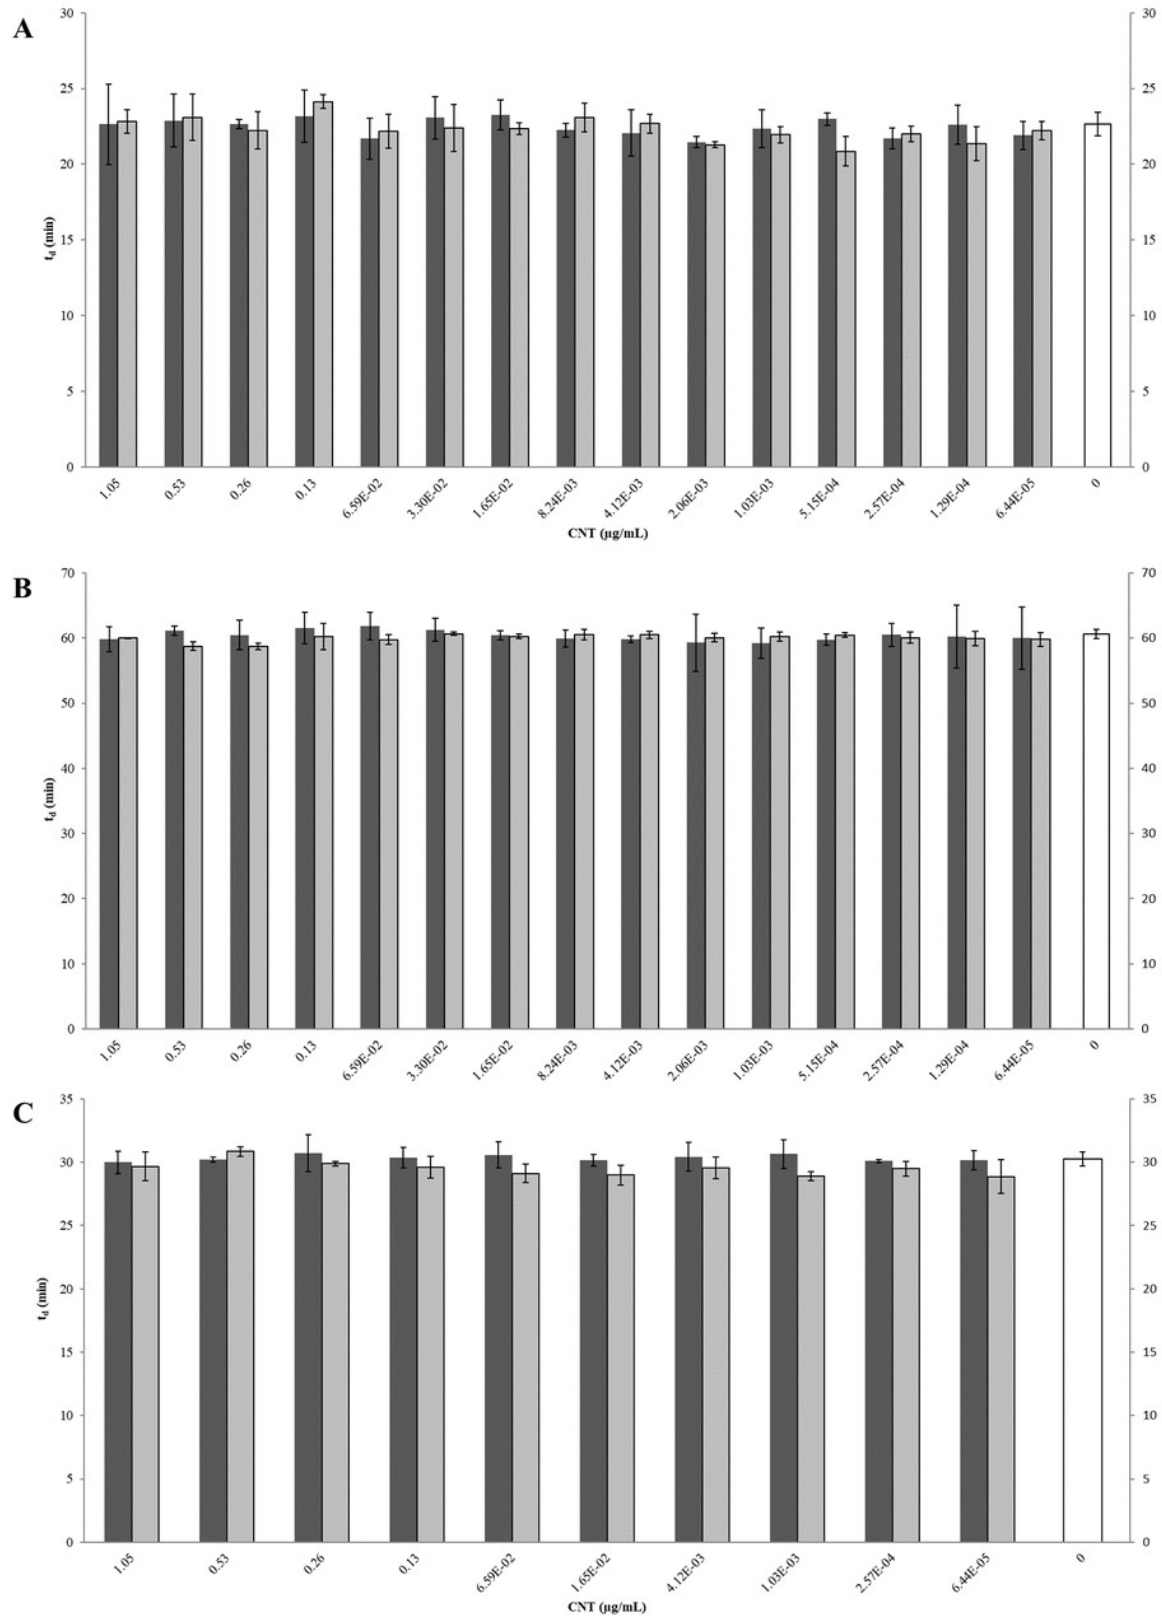 A
30 30
25 25
20 20
15 15
10 10
5 5
0 0
td (min)
1.05 0.53 0.26 0.13 6.59E-02 3.30E-02 1.65E-02 8.24E-03 4.12E-03 2.06E-03 1.03E-03 5.15E-04 2.57E-04 1.29E-04 6.44E-05 0
CNT (µg/mL)
B
70 70
60 60
50 50
40 40
30 30
20 20
10 10
0 0
td (min)
1.05 0.53 0.26 0.13 6.59E-02 3.30E-02 1.65E-02 8.24E-03 4.12E-03 2.06E-03 1.03E-03 5.15E-04 2.57E-04 1.29E-04 6.44E-05 0
C
35 35
30 30
25 25
20 20
15 15
10 10
5 5
0 0
td (min)
1.05 0.53 0.26 0.13 6.59E-02 1.65E-02 4.12E-03 1.03E-03 2.57E-04 6.44E-05 0
CNT (µg/mL)